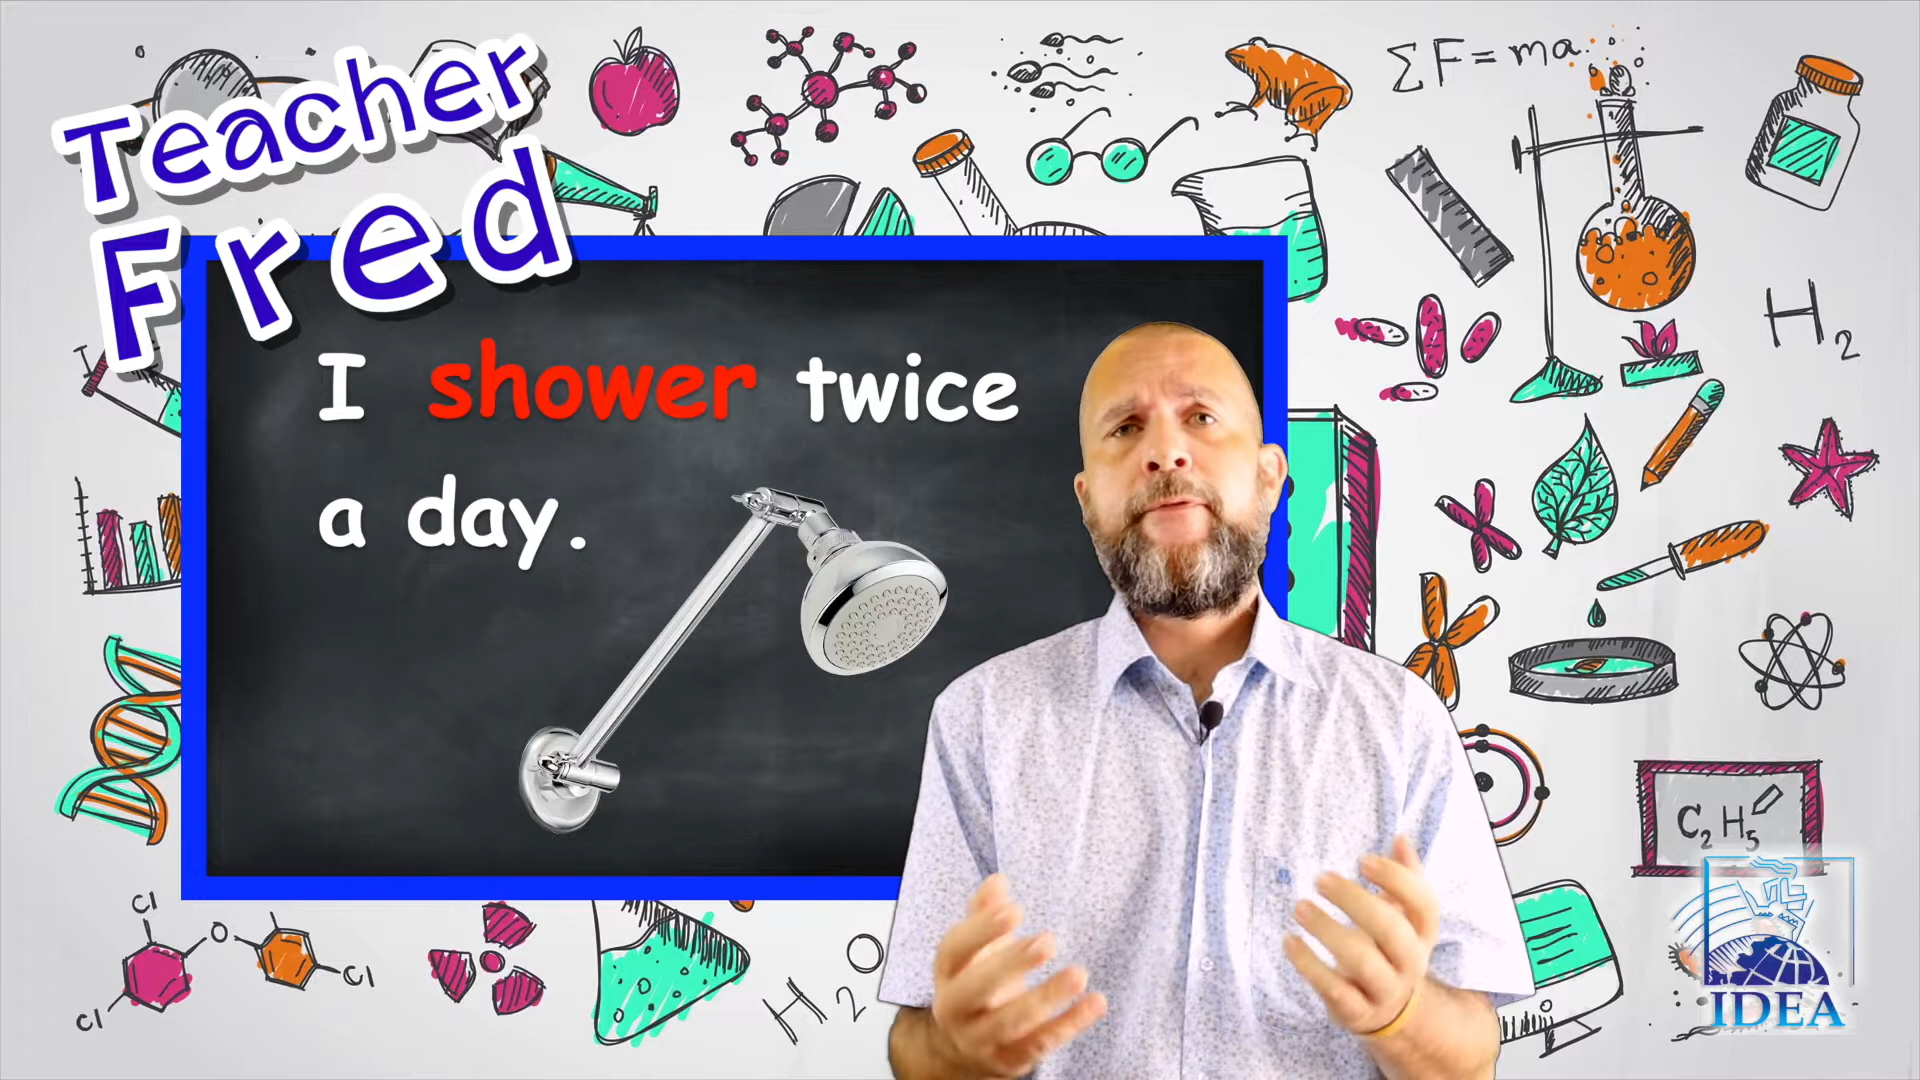 Teacher
Fred
I shower twice
a day.
ΣF = ma
H2
C2H5
Cl
O
Cl
Cl
H2O
IDEA